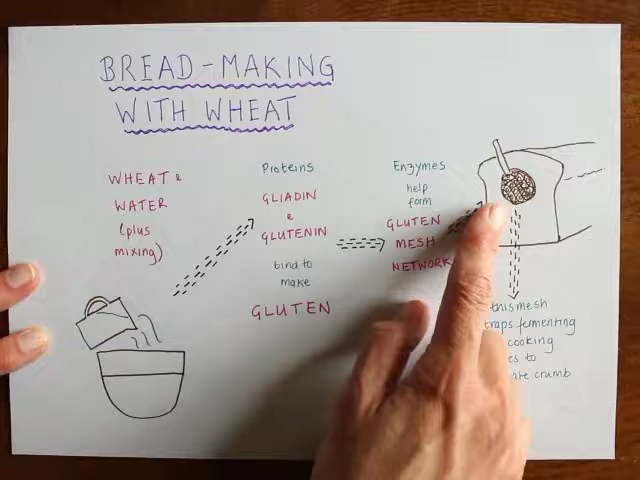 BREAD-MAKING
WITH WHEAT
WHEAT &
WATER
(plus
mixing)
Proteins
GLIADIN
&
GLUTENIN
bind to
make
GLUTEN
Enzymes
help
form
GLUTEN
MESH
NETWORK
this mesh
traps fermenting
cooking
to
crumb